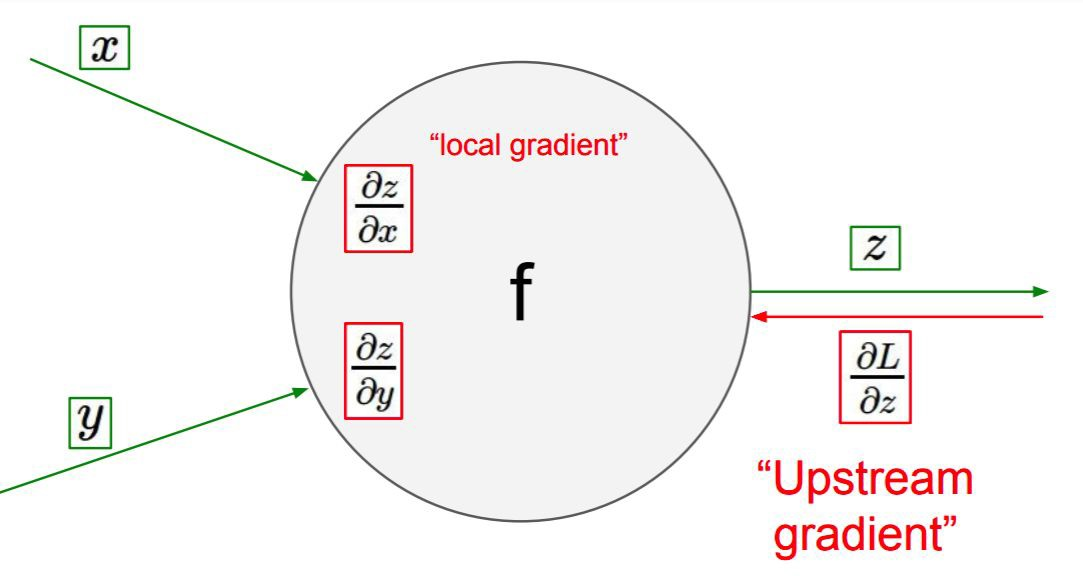 x
“local gradient”
∂z
∂x
f
z
∂z
∂y
∂L
∂z
y
“Upstream
gradient”